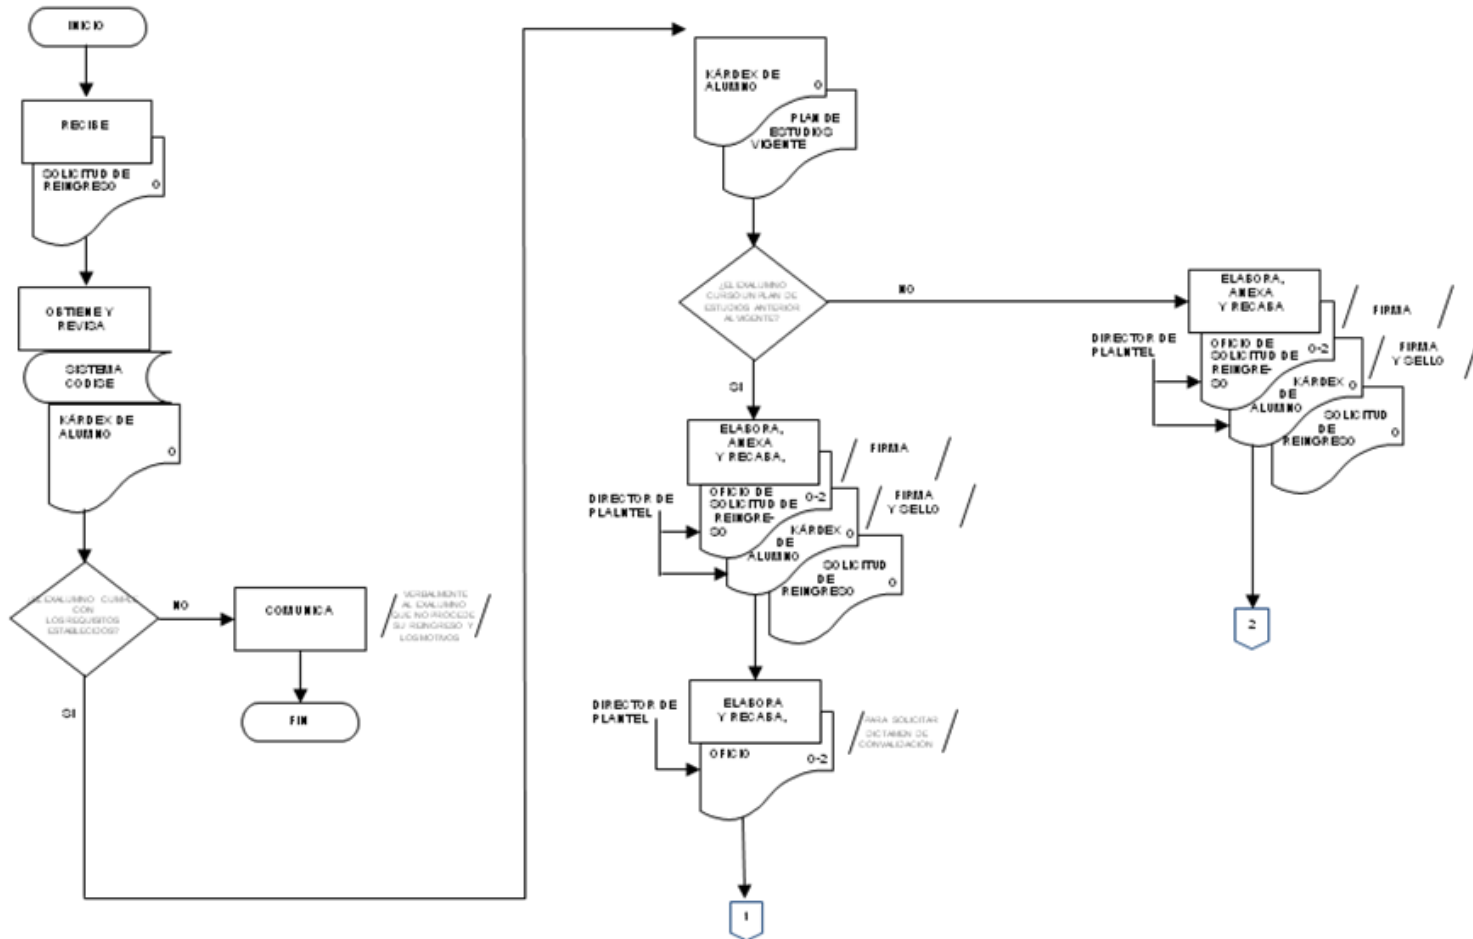 INICIO
RECIBE
SOLICITUD DE
REINGRESO
0
OBTIENE Y
REVISA
SISTEMA
CODISE
KÁRDEX DE
ALUMNO
0
¿EL EXALUMNO CUMPLE
CON
LOS REQUISITOS
ESTABLECIDOS?
NO
SI
COMUNICA
VERBALMENTE
AL EXALUMNO
QUE NO PROCEDE
SU REINGRESO Y
LOS MOTIVOS
FIN
KÁRDEX DE
ALUMNO
0
PLAN DE
ESTUDIOS
VIGENTE
¿EL EXALUMNO
CURSÓ UN PLAN DE
ESTUDIOS ANTERIOR
AL VIGENTE?
NO
SI
ELABORA,
ANEXA
Y RECABA,
FIRMA
DIRECTOR DE
PLALNTEL
OFICIO DE
SOLICITUD DE
REINGRE-
SO
0-2
FIRMA
Y SELLO
KÁRDEX
DE
ALUMNO
0
SOLICITUD
DE
REINGRESO
0
DIRECTOR DE
PLANTEL
ELABORA
Y RECABA,
OFICIO
0-2
PARA SOLICITAR
DICTAMEN DE
CONVALIDACIÓN
1
ELABORA,
ANEXA
Y RECABA
FIRMA
DIRECTOR DE
PLALNTEL
OFICIO DE
SOLICITUD DE
REINGRE-
SO
0-2
FIRMA
Y SELLO
KÁRDEX
DE
ALUMNO
0
SOLICITUD
DE
REINGRESO
0
2